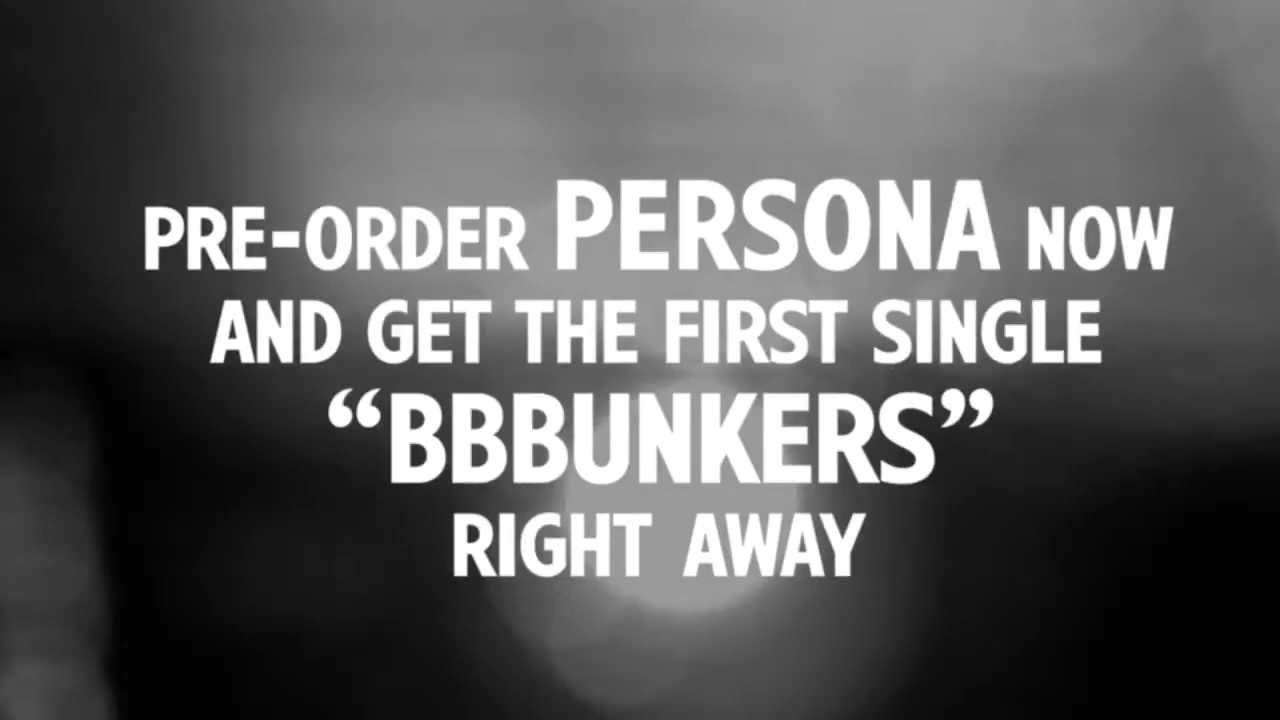 PRE-ORDER PERSONA NOW
AND GET THE FIRST SINGLE
“BBBUNKERS”
RIGHT AWAY